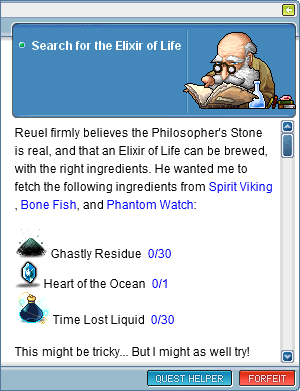 Search for the Elixir of Life
Reuel firmly believes the Philosopher's Stone
is real, and that an Elixir of Life can be brewed,
with the right ingredients. He wanted me to
fetch the following ingredients from Spirit Viking
, Bone Fish, and Phantom Watch:
Ghastly Residue 0/30
Heart of the Ocean 0/1
Time Lost Liquid 0/30
This might be tricky... But I might as well try!
QUEST HELPER FORFEIT